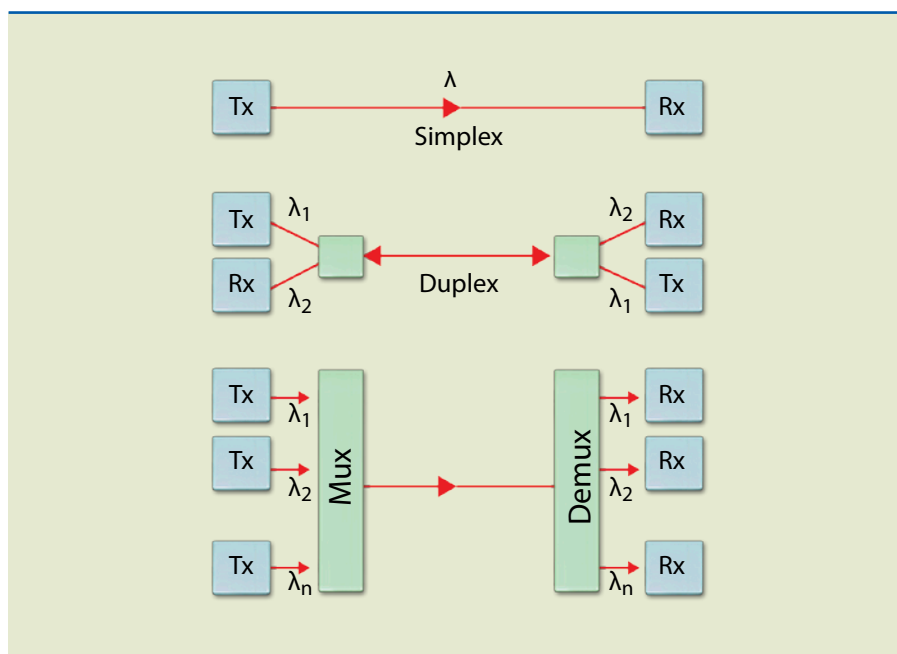 λ
Tx Rx
Simplex
Tx λ1 λ2 Rx
Rx Duplex Tx
λ2 λ1
Tx Rx
λ1 λ1
Tx Rx
λ2 Mux Demux λ2
Tx Rx
λn λn